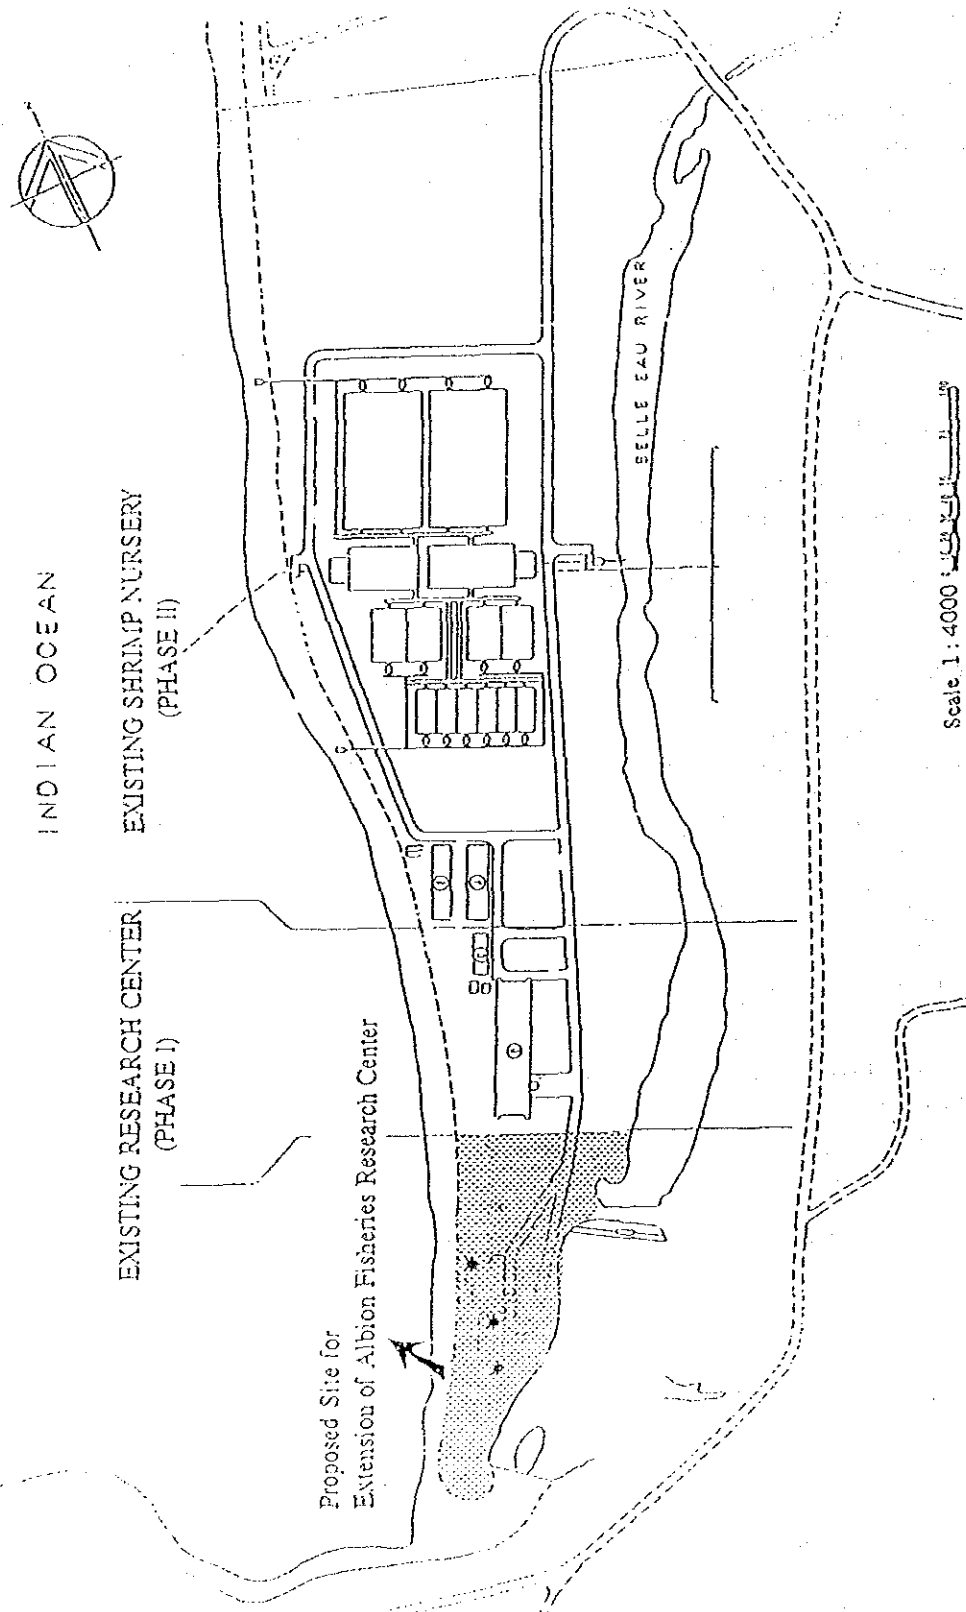 INDIAN OCEAN
EXISTING RESEARCH CENTER
(PHASE I)
EXISTING SHRIMP NURSERY
(PHASE II)
Proposed Site for
Extension of Albion Fisheries Research Center
BELLE EAU RIVER
Scale 1:4000